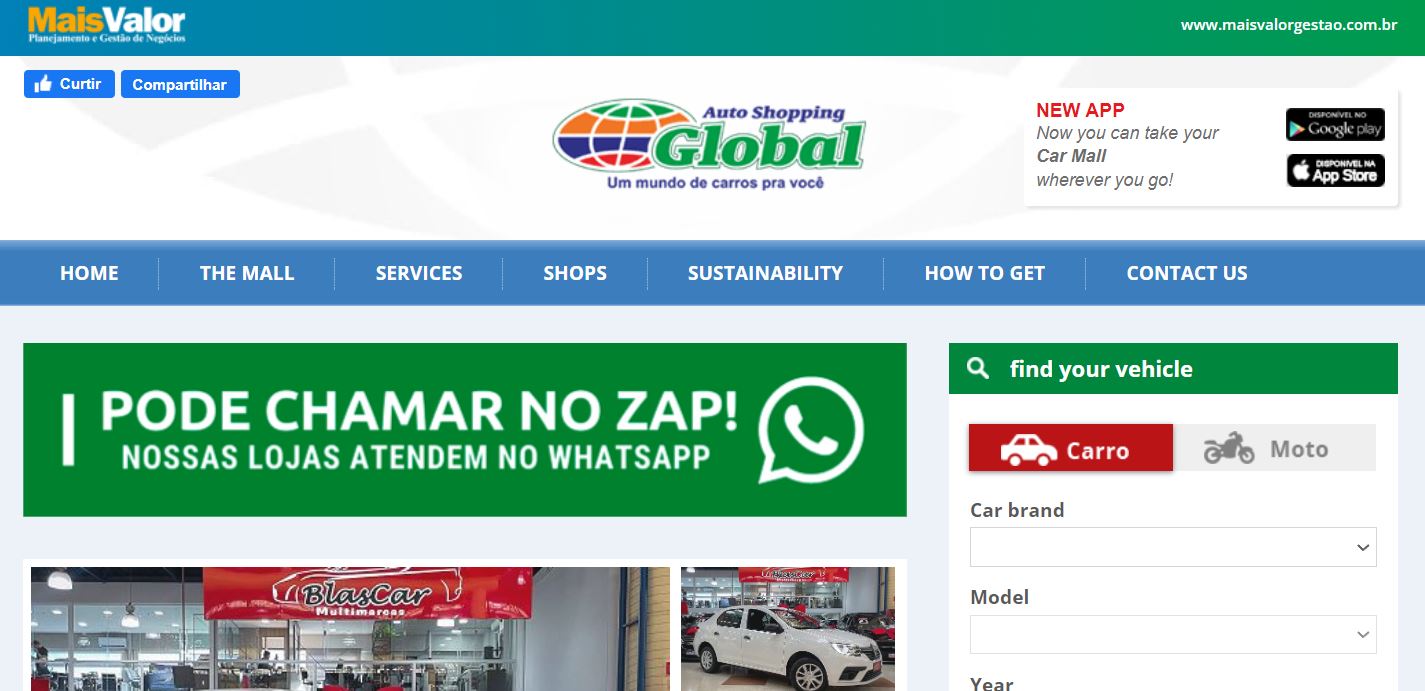 MaisValor
Planejamento e Gestão de Negócios
www.maisvalorgestao.com.br
Curtir
Compartilhar
Auto Shopping
Global
Um mundo de carros pra você
NEW APP
Now you can take your
Car Mall
wherever you go!
DISPONÍVEL NO
Google play
DISPONIVEL NA
App Store
HOME
THE MALL
SERVICES
SHOPS
SUSTAINABILITY
HOW TO GET
CONTACT US
PODE CHAMAR NO ZAP!
NOSSAS LOJAS ATENDEM NO WHATSAPP
find your vehicle
Carro
Moto
Car brand
Model
Year
BlasCar
Multimarcas